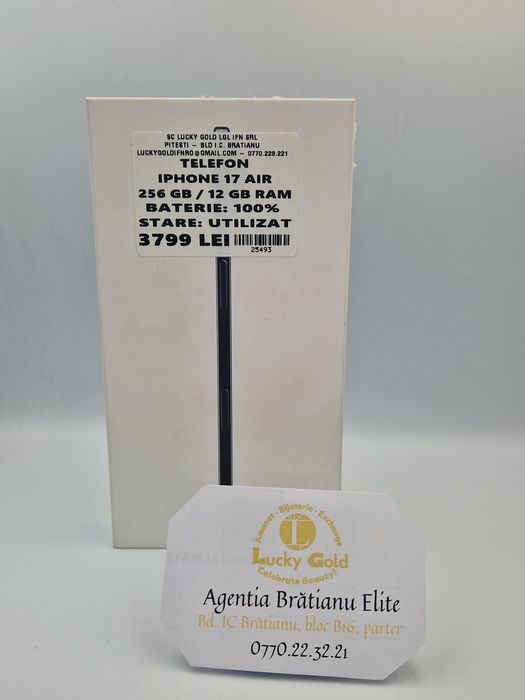 SC LUCKY GOLD LGL IFN SRL
PITESTI - BLD I.C. BRATIANU
LUCKYGOLDIFNRO@GMAIL.COM - 0770.223.221
TELEFON
IPHONE 17 AIR
256 GB / 12 GB RAM
BATERIE: 100%
STARE: UTILIZAT
3799 LEI
25493
Amanet - Bijuterie - Exchange
L
Lucky Gold
Celebrate Beauty!
Agentia Brătianu Elite
Bd. IC Brătianu, bloc B16, parter
0770.22.32.21